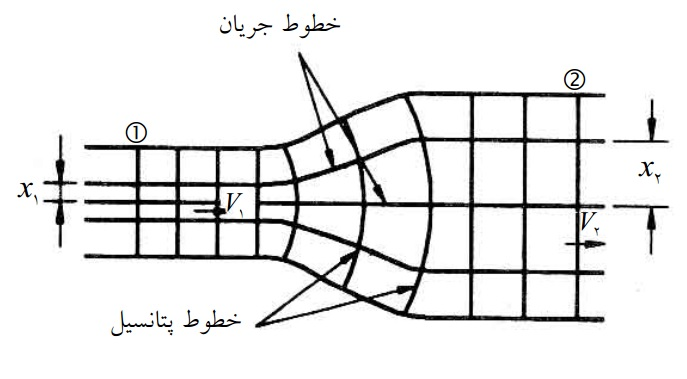 خطوط جریان
②
①
x۱
x۲
V۱
V۲
خطوط پتانسیل